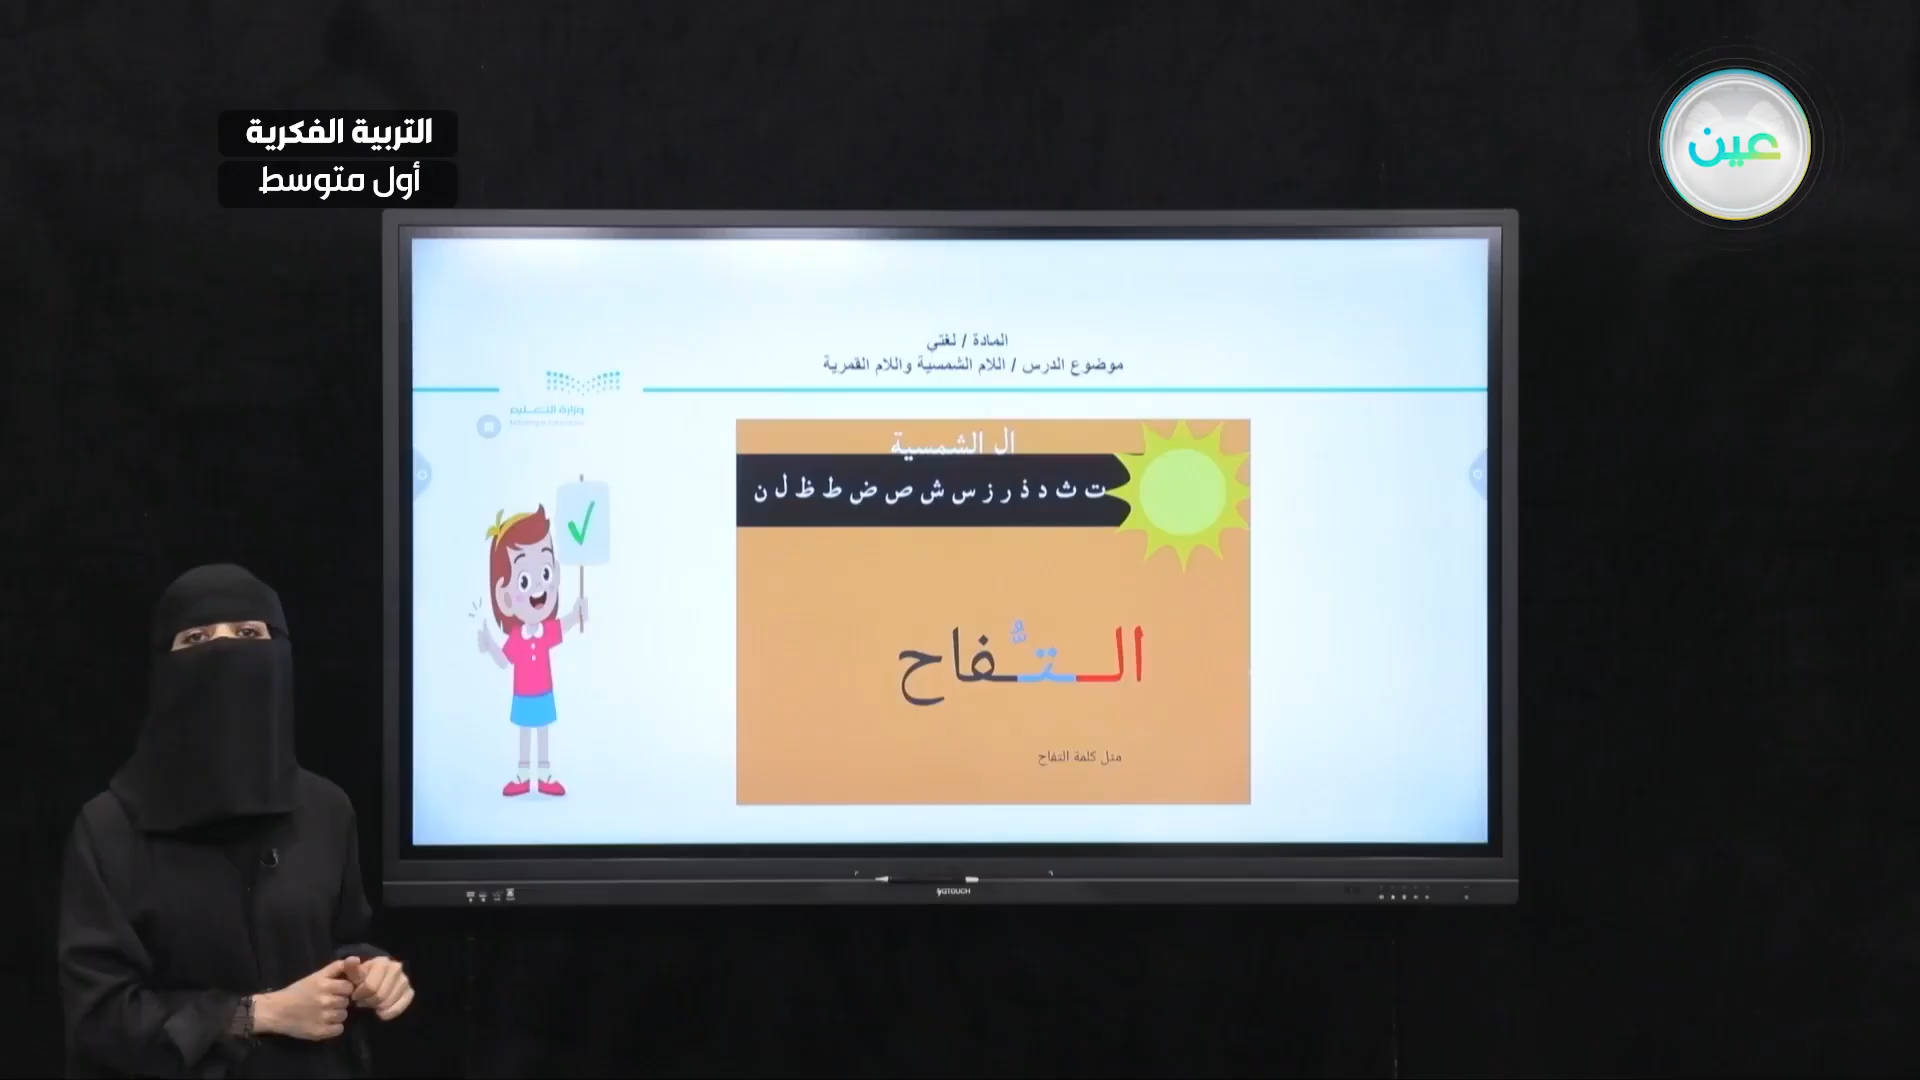 التربية الفكرية
أول متوسط
عين
المادة / لغتي
موضوع الدرس / اللام الشمسية واللام القمرية
وزارة التعليم
ال الشمسية
ت ث د ذ ر ز س ش ص ض ط ظ ل ن
التُّفاح
مثل كلمة التفاح